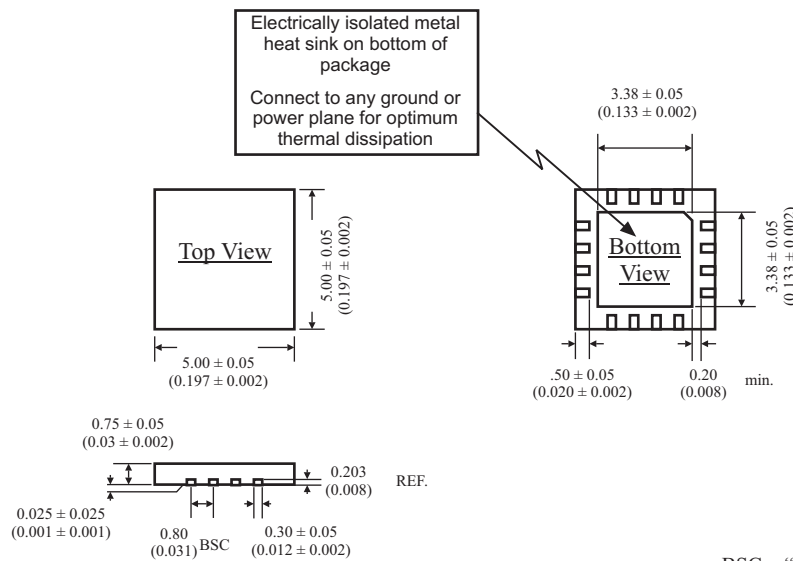 Electrically isolated metal
heat sink on bottom of
package
Connect to any ground or
power plane for optimum
thermal dissipation
3.38 ± 0.05
(0.133 ± 0.002)
Top View
5.00 ± 0.05
(0.197 ± 0.002)
Bottom
View
3.38 ± 0.05
(0.133 ± 0.002)
5.00 ± 0.05
(0.197 ± 0.002)
.50 ± 0.05
(0.020 ± 0.002)
0.20
(0.008)
min.
0.75 ± 0.05
(0.03 ± 0.002)
0.203
(0.008)
REF.
0.025 ± 0.025
(0.001 ± 0.001)
0.80
(0.031) BSC
0.30 ± 0.05
(0.012 ± 0.002)
BSC